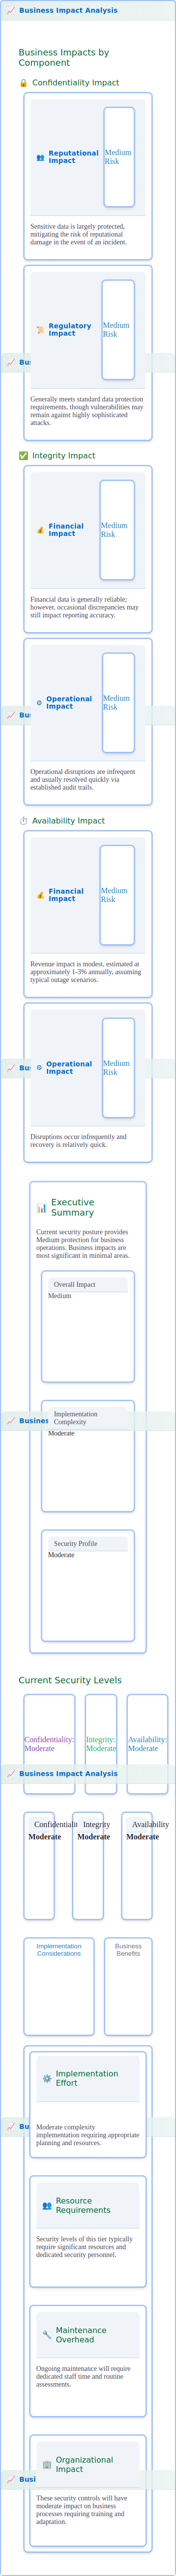 📈 Business Impact Analysis
Business Impacts by
Component
🔒 Confidentiality Impact
👥 Reputational
Impact
Medium
Risk
Sensitive data is largely protected,
mitigating the risk of reputational
damage in the event of an incident.
📜 Regulatory
Impact
Medium
Risk
📈 Bus
Generally meets standard data protection
requirements, though vulnerabilities may
remain against highly sophisticated
attacks.
✅ Integrity Impact
💰 Financial
Impact
Medium
Risk
Financial data is generally reliable;
however, occasional discrepancies may
still impact reporting accuracy.
⚙️ Operational
Impact
Medium
Risk
📈 Bus
Operational disruptions are infrequent
and usually resolved quickly via
established audit trails.
⏱️ Availability Impact
💰 Financial
Impact
Medium
Risk
Revenue impact is modest, estimated at
approximately 1-3% annually, assuming
typical outage scenarios.
📈 Bus
⚙️ Operational
Impact
Medium
Risk
Disruptions occur infrequently and
recovery is relatively quick.
📊 Executive
Summary
Current security posture provides
Medium protection for business
operations. Business impacts are
most significant in minimal areas.
Overall Impact
Medium
📈 Busines
Implementation
Complexity
Moderate
Security Profile
Moderate
Current Security Levels
Confidentiality:
Moderate
Integrity:
Moderate
Availability:
Moderate
📈 Business Impact Analysis
Confidentialit
Moderate
Integrity
Moderate
Availability
Moderate
Implementation
Considerations
Business
Benefits
⚙️ Implementation
Effort
📈 Bu
Moderate complexity
implementation requiring appropriate
planning and resources.
👥 Resource
Requirements
Security levels of this tier typically
require significant resources and
dedicated security personnel.
🔧 Maintenance
Overhead
Ongoing maintenance will require
dedicated staff time and routine
assessments.
🏢 Organizational
Impact
📈 Busi
These security controls will have
moderate impact on business
processes requiring training and
adaptation.